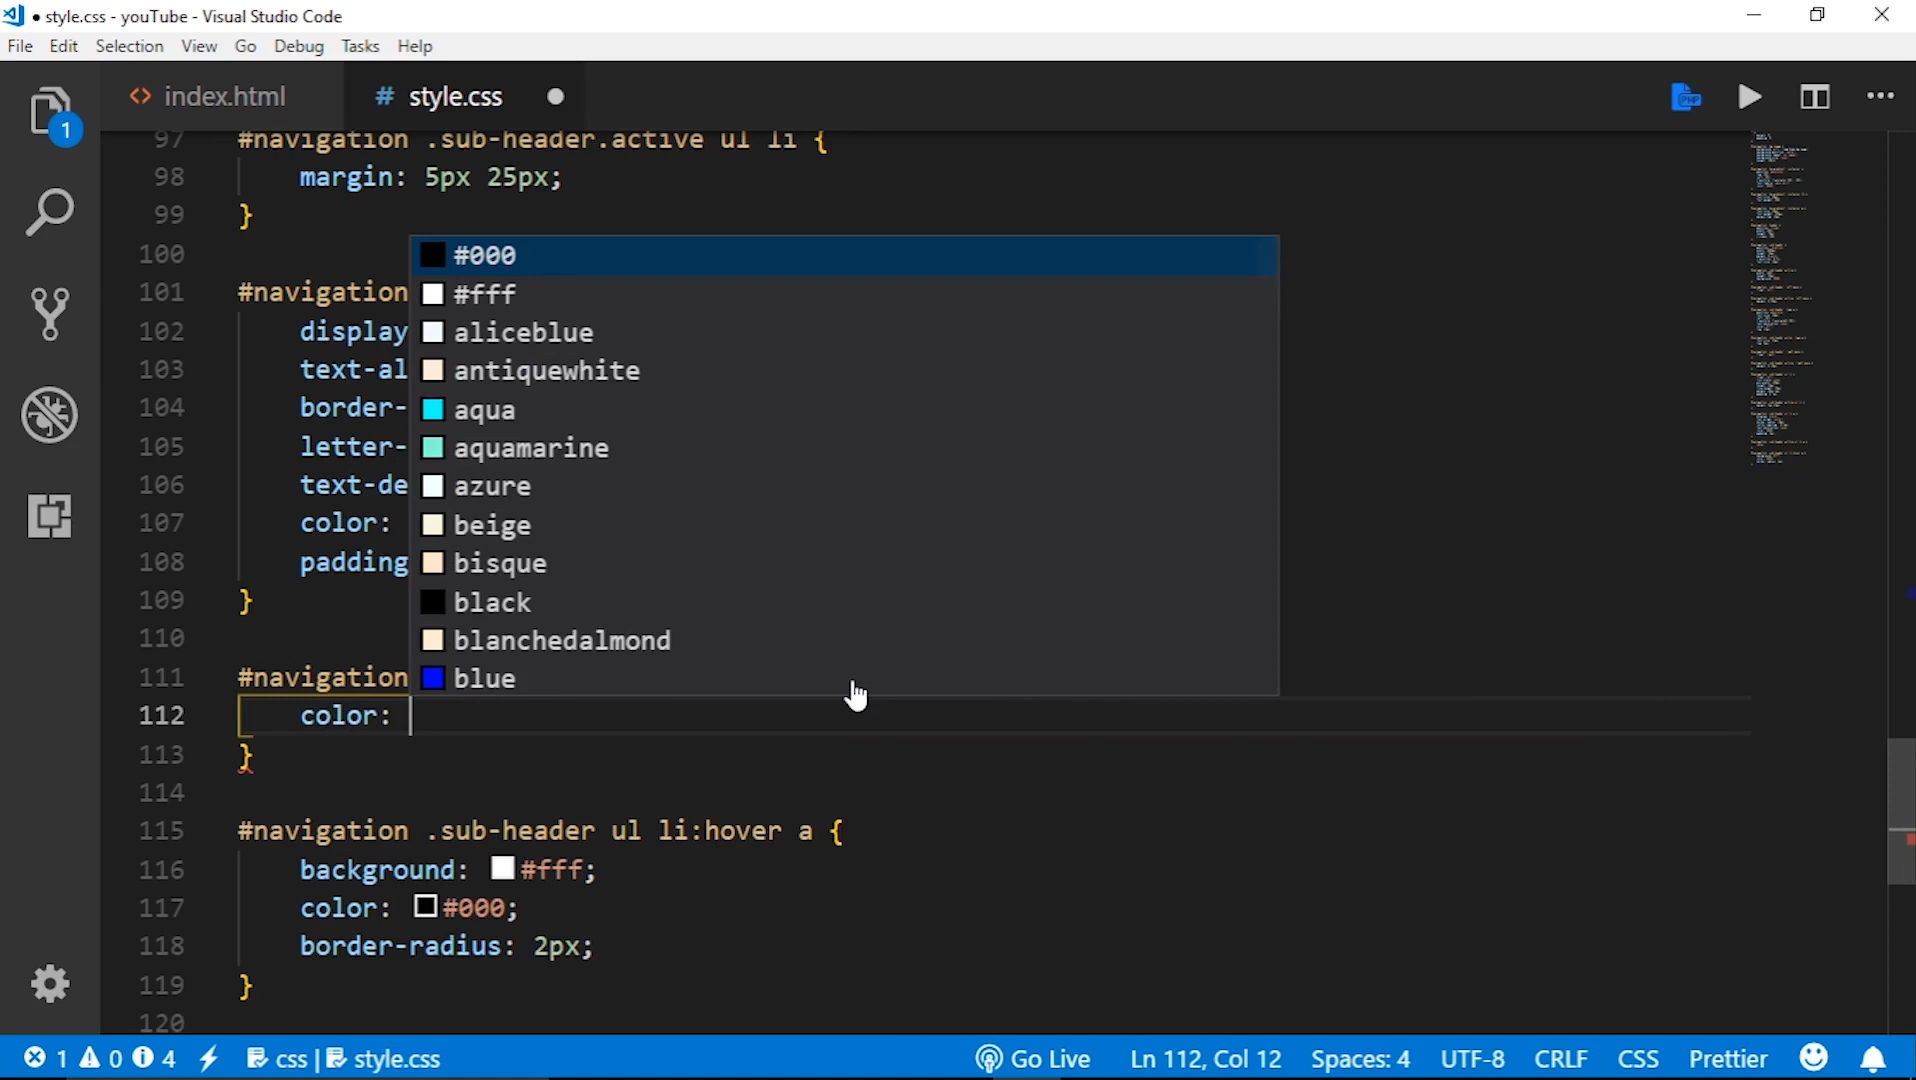 ● style.css - youTube - Visual Studio Code
File Edit Selection View Go Debug Tasks Help
1
<> index.html # style.css ●
PHP
97 #navigation .sub-header.active ul li {
98 margin: 5px 25px;
99 }
100
#000
#fff
101 #navigation
102 display
aliceblue
103 text-al
antiquewhite
104 border-
aqua
105 letter-
aquamarine
106 text-de
azure
107 color:
beige
108 padding
bisque
109 }
black
110
blanchedalmond
111 #navigation
blue
112 color:
113 }
114
115 #navigation .sub-header ul li:hover a {
116 background: #fff;
117 color: #000;
118 border-radius: 2px;
119 }
120
1 0 4 css | style.css Go Live Ln 112, Col 12 Spaces: 4 UTF-8 CRLF CSS Prettier